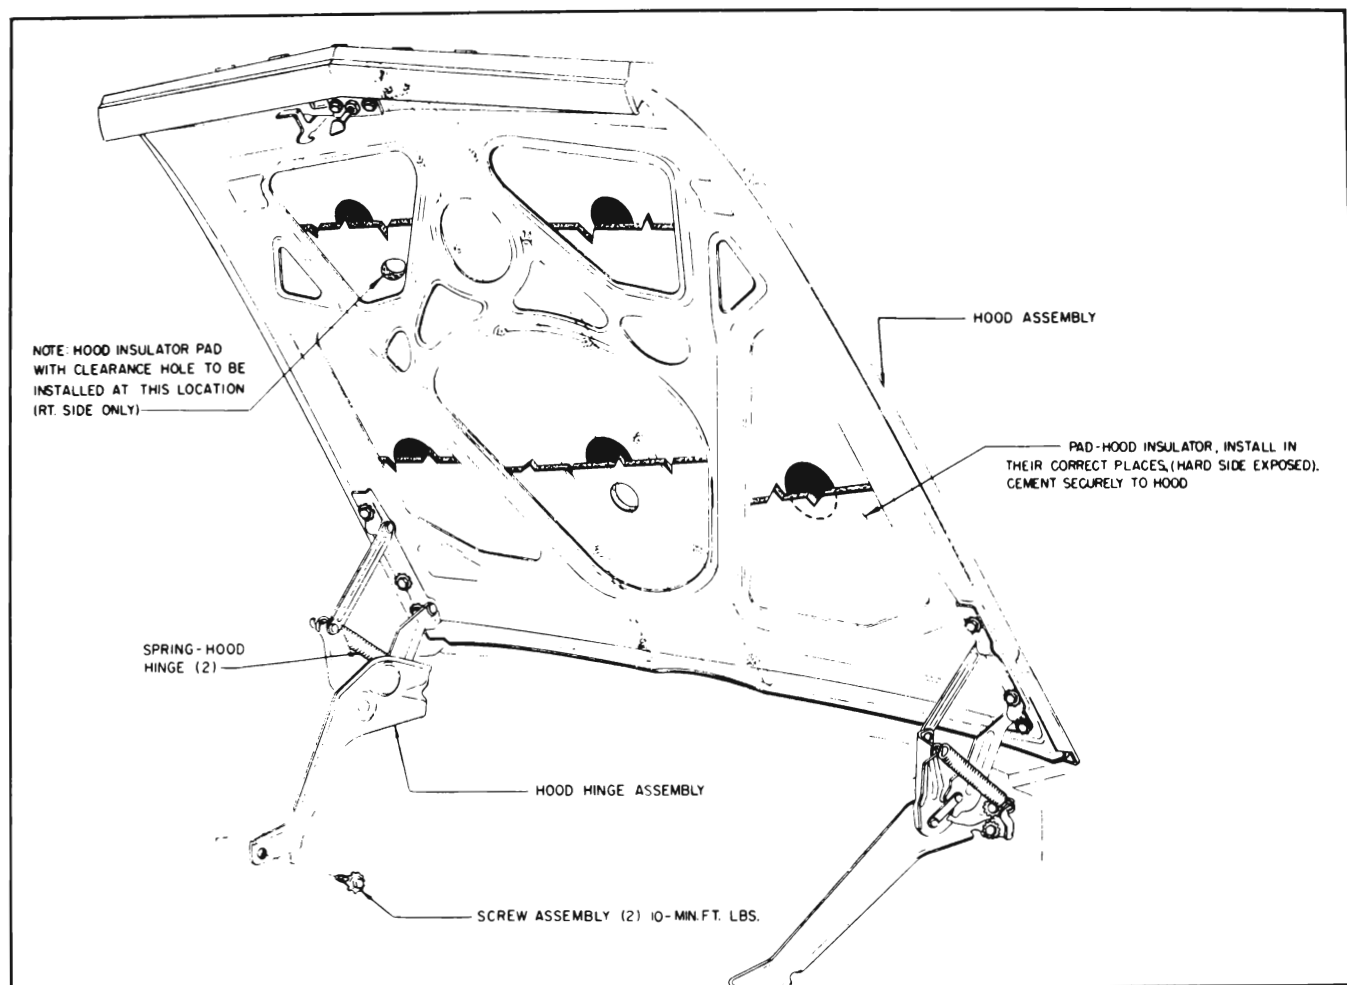 HOOD ASSEMBLY
NOTE: HOOD INSULATOR PAD
WITH CLEARANCE HOLE TO BE
INSTALLED AT THIS LOCATION
(RT. SIDE ONLY)
PAD-HOOD INSULATOR, INSTALL IN
THEIR CORRECT PLACES, (HARD SIDE EXPOSED).
CEMENT SECURELY TO HOOD
SPRING-HOOD
HINGE (2)
HOOD HINGE ASSEMBLY
SCREW ASSEMBLY (2) 10-MIN. FT. LBS.